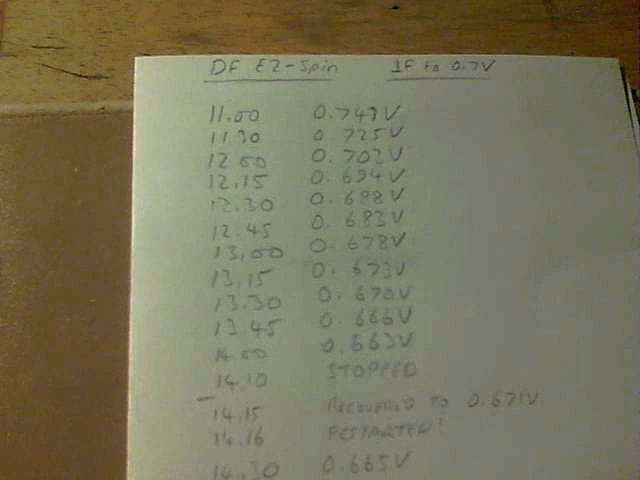 DF EZ-Spin 1F to 0.7V
11.00 0.743V
11.30 0.725V
12 00 0.702V
12.15 0.694V
12.30 0.688V
12.45 0.683V
13,00 0.678V
13,15 0.673V
13.30 0.670V
13.45 0.666V
14.00 0.663V
14.10 STOPPED
14.15 RECOVERED TO 0.671V
14.16 RESTARTED!
14.30 0.665V